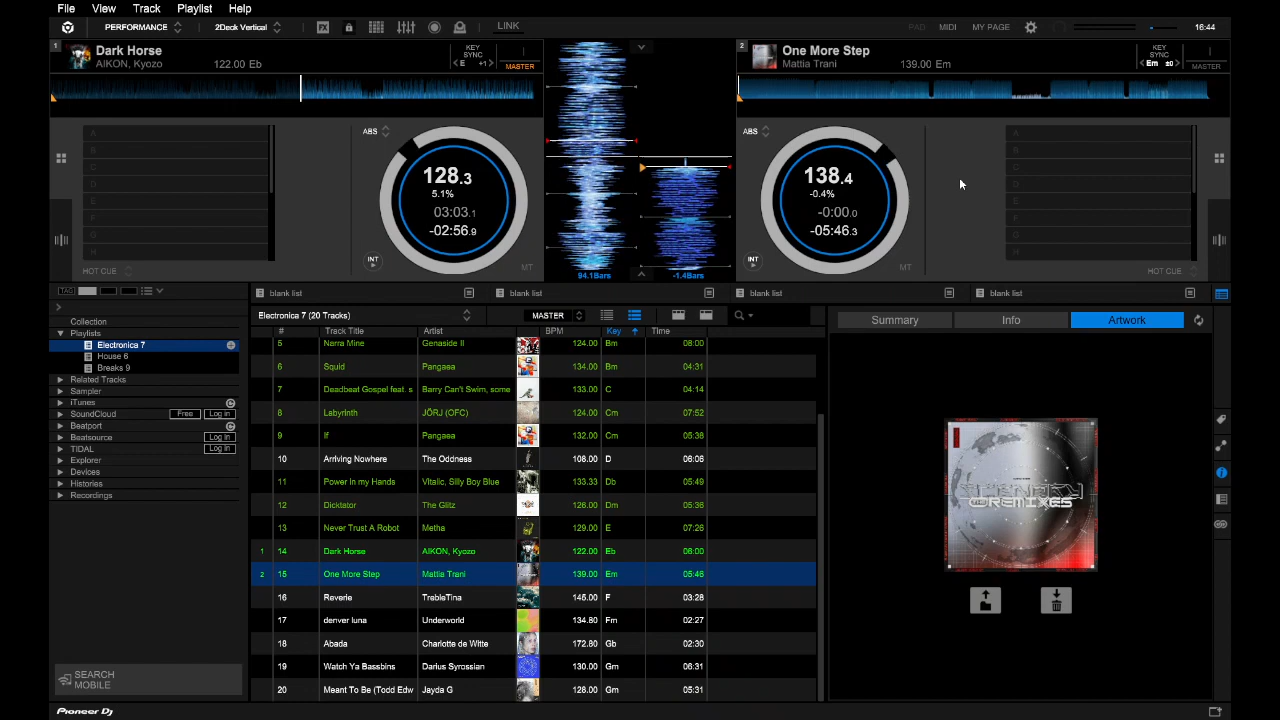 File View Track Playlist Help
PERFORMANCE 2Deck Vertical FX LINK PAD MIDI MY PAGE 16:44
1 Dark Horse
AIKON, Kyozo 122.00 Eb
KEY SYNC
E +1
MASTER
2 One More Step
Mattia Trani 139.00 Em
KEY SYNC
Em ±0
MASTER
A
B
C
D
E
F
G
H
HOT CUE
ABS
128.3
5.1%
03:03.1
-02:56.9
INT
MT
94.1Bars
-1.4Bars
ABS
138.4
-0.4%
-0:00.0
-05:46.3
INT
MT
A
B
C
D
E
F
G
H
HOT CUE
TAG
blank list
blank list
blank list
blank list
Collection
Playlists
Electronica 7
House 6
Breaks 9
Related Tracks
Sampler
iTunes
SoundCloud Free Log in
Beatport
Beatsource Log in
TIDAL Log in
Explorer
Devices
Histories
Recordings
SEARCH
MOBILE
Electronica 7 (20 Tracks) MASTER
# Track Title Artist BPM Key Time
5 Narra Mine Genaside II 124.00 Bm 08:00
6 Squid Pangaea 134.00 Bm 04:31
7 Deadbeat Gospel feat. s Barry Can't Swim, some 133.00 C 04:14
8 Labyrinth JÖRJ (OFC) 124.00 Cm 07:52
9 If Pangaea 132.00 Cm 05:38
10 Arriving Nowhere The Oddness 108.00 D 06:06
11 Power in my Hands Vitalic, Silly Boy Blue 133.33 Db 05:49
12 Dicktator The Glitz 126.00 Dm 05:36
13 Never Trust A Robot Metha 129.00 E 07:26
1 14 Dark Horse AIKON, Kyozo 122.00 Eb 06:00
2 15 One More Step Mattia Trani 139.00 Em 05:46
16 Reverie TrebleTina 145.00 F 03:28
17 denver luna Underworld 134.80 Fm 02:27
18 Abada Charlotte de Witte 172.80 Gb 02:30
19 Watch Ya Bassbins Darius Syrossian 130.00 Gm 06:31
20 Meant To Be (Todd Edw Jayda G 128.00 Gm 05:31
Summary Info Artwork
REMIXES
Pioneer Dj